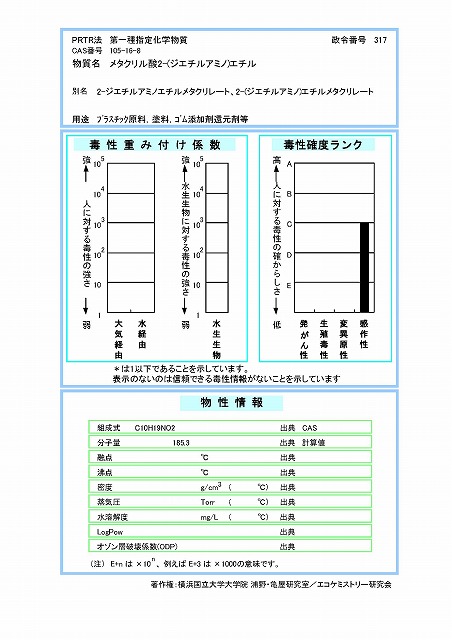 PRTR法 第一種指定化学物質 政令番号 317
CAS番号 105-16-8
物質名 メタクリル酸2-(ジエチルアミノ)エチル
別名 2-ジエチルアミノエチルメタクリレート、2-(ジエチルアミノ)エチルメタクリレート
用途 プラスチック原料, 塗料, ゴム添加剤還元剤等
毒性重み付け係数
強
人に対する毒性の強さ
弱
10^5
10^4
10^3
10^2
10
1
大気経由
水経由
強
水生生物に対する毒性の強さ
弱
10^5
10^4
10^3
10^2
10
1
水生生物
毒性確度ランク
高
人に対する毒性の確からしさ
低
A
B
C
D
E
発がん性
生殖毒性
変異原性
感作性
*は1以下であることを示しています。
表示のないのは信頼できる毒性情報がないことを示しています
物性情報
組成式 C10H19NO2 出典 CAS
分子量 185.3 出典 計算値
融点 ℃ 出典
沸点 ℃ 出典
密度 g/cm3 ( ℃) 出典
蒸気圧 Torr ( ℃) 出典
水溶解度 mg/L ( ℃) 出典
LogPow 出典
オゾン層破壊係数(ODP) 出典
(注) E+n は ×10^n、例えば E+3 は ×1000の意味です。
著作権:横浜国立大学大学院 浦野・亀屋研究室/エコケミストリー研究会